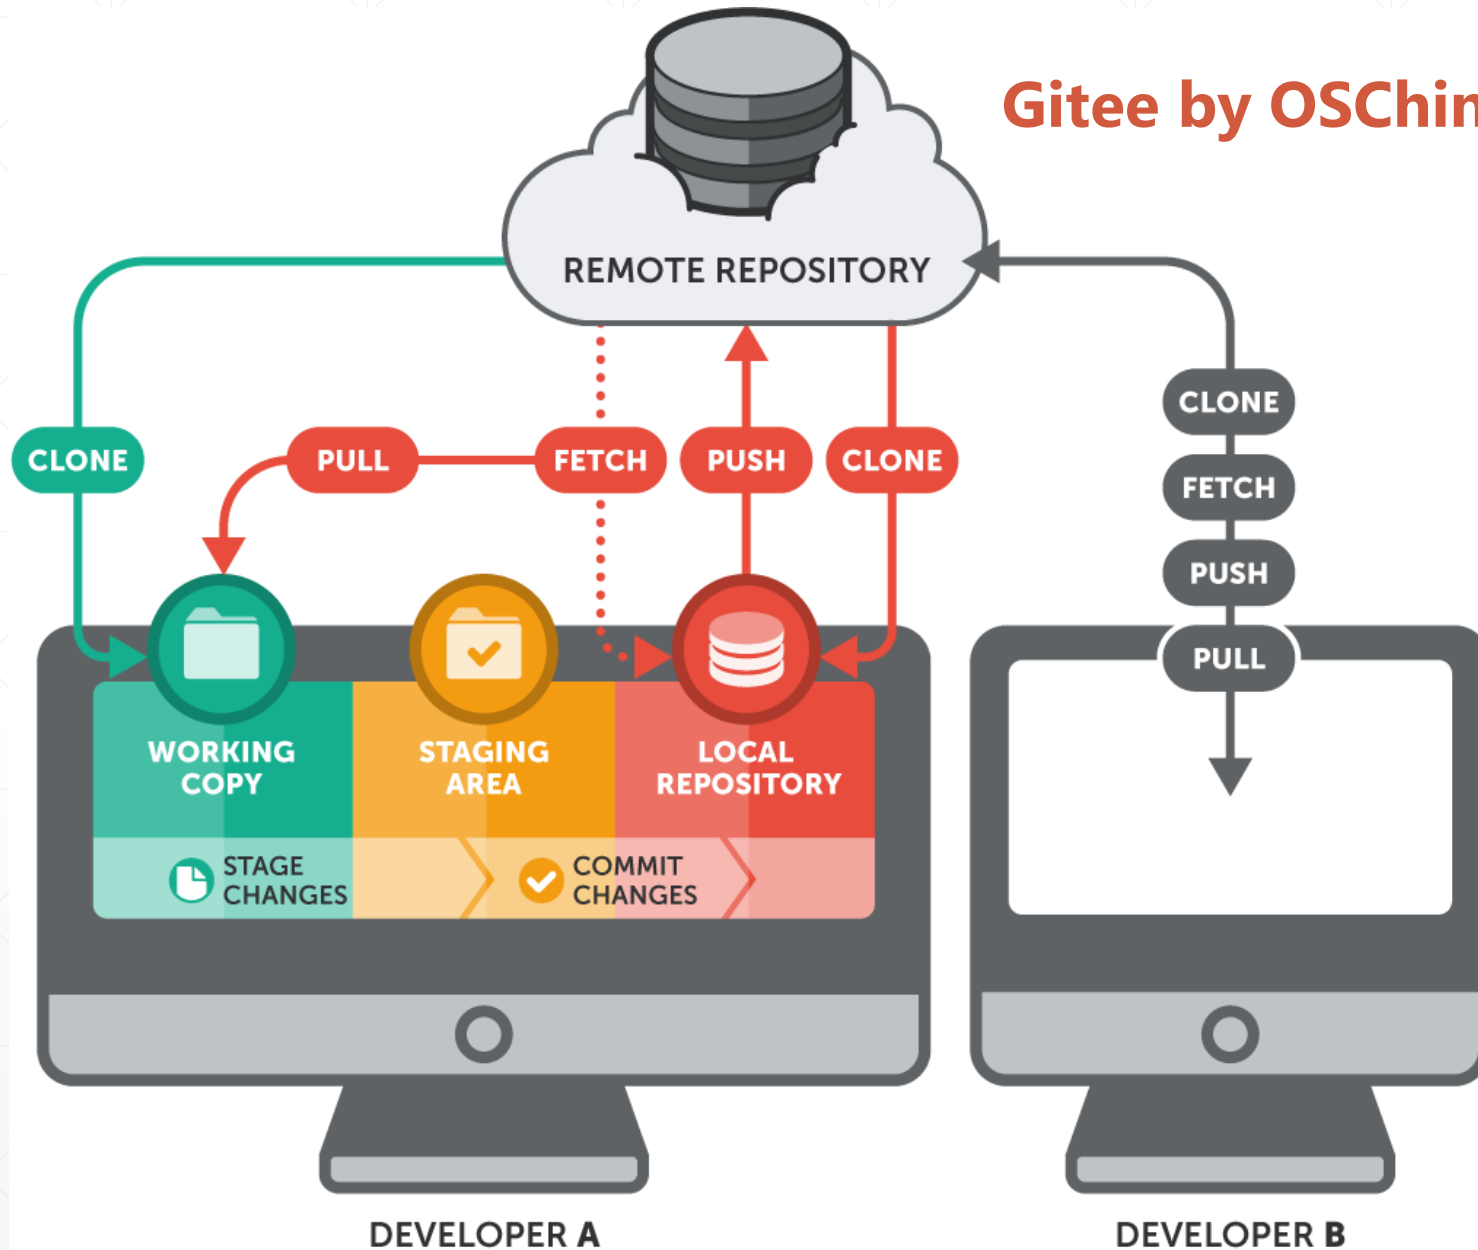 Gitee by OSChin
REMOTE REPOSITORY
CLONE
PULL
FETCH
PUSH
CLONE
WORKING
COPY
STAGING
AREA
LOCAL
REPOSITORY
STAGE
CHANGES
COMMIT
CHANGES
DEVELOPER A
CLONE
FETCH
PUSH
PULL
DEVELOPER B